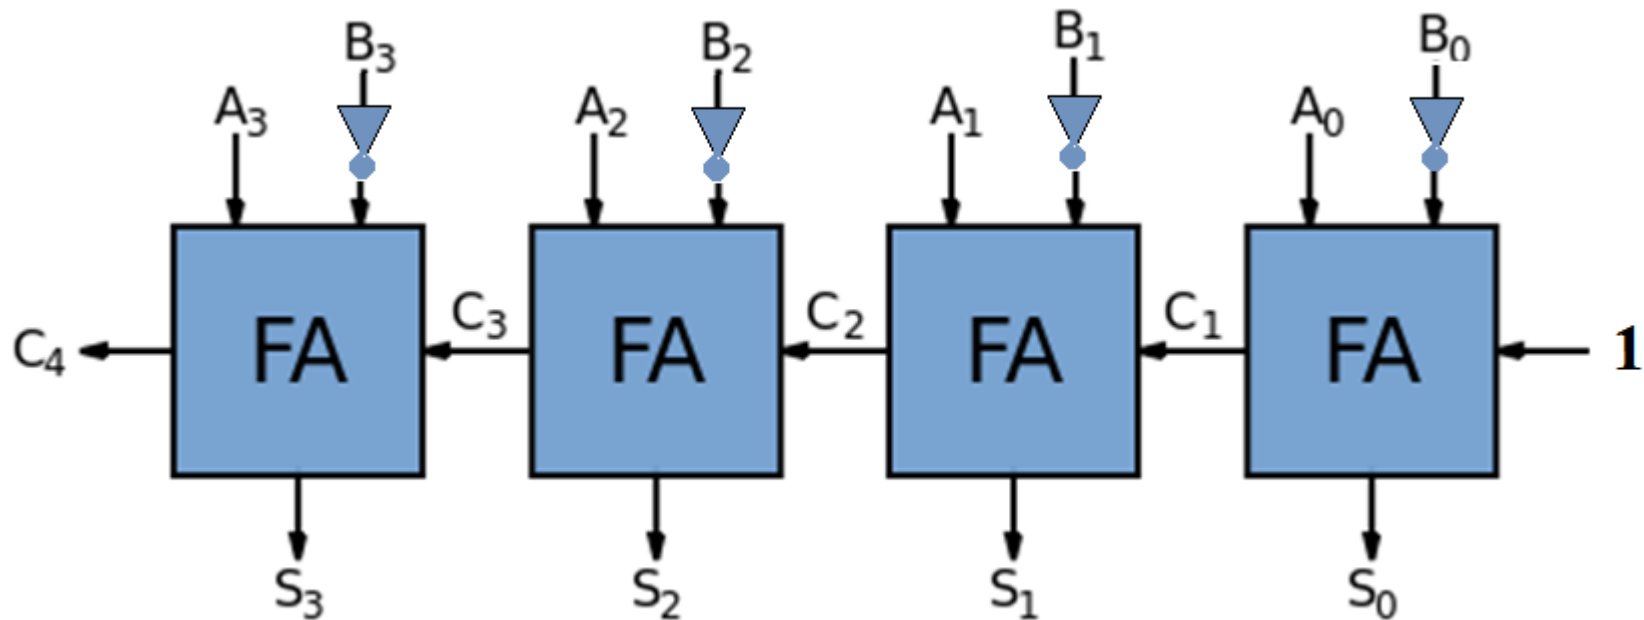 B₃ B₂ B₁ B₀
A₃ A₂ A₁ A₀
C₄ FA C₃ FA C₂ FA C₁ FA 1
S₃ S₂ S₁ S₀